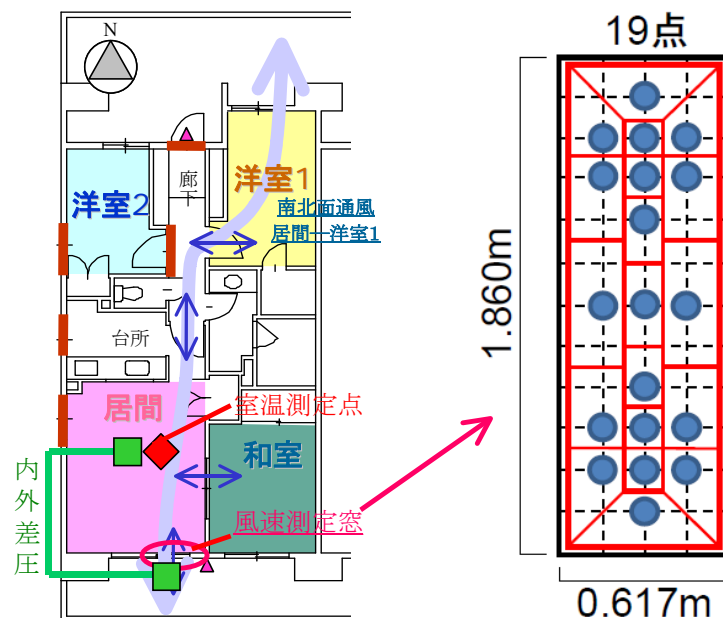 N
廊下
洋室1
洋室2
南北面通風
居間ー洋室1
台所
居間
室温測定点
和室
内外差圧
風速測定窓
19点
1.860m
0.617m